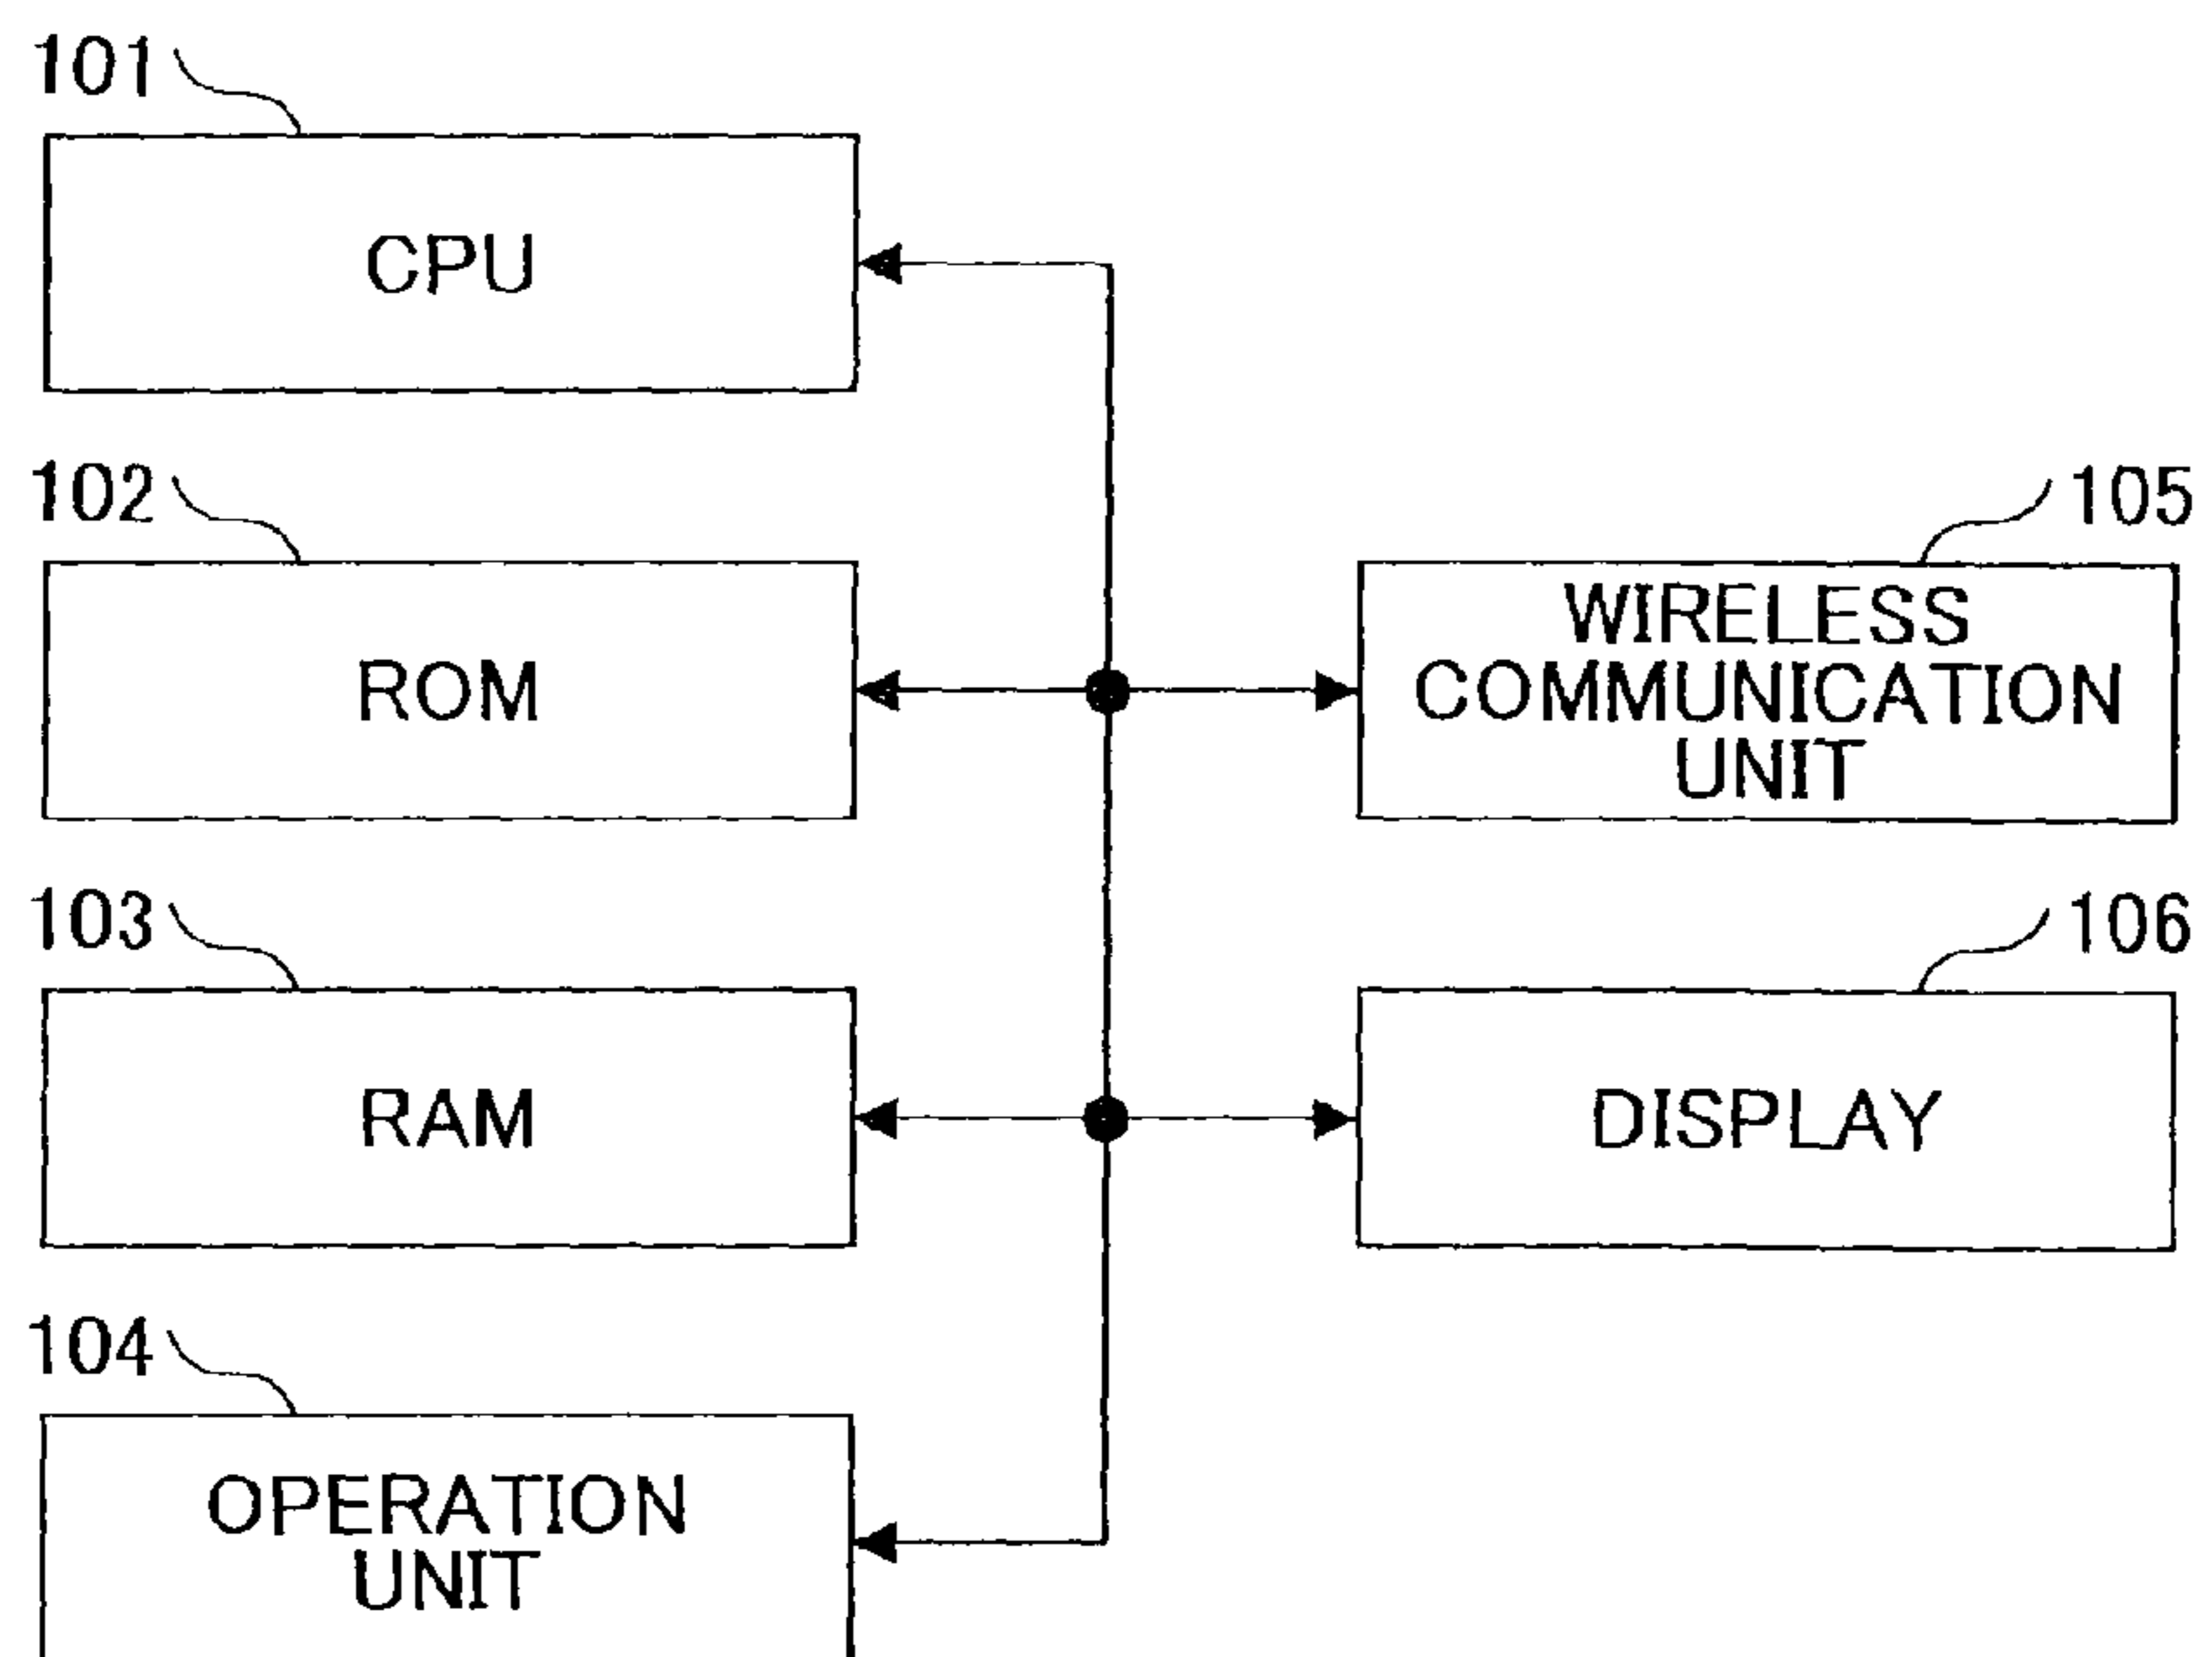 101
CPU
102
ROM
105
WIRELESS
COMMUNICATION
UNIT
103
RAM
106
DISPLAY
104
OPERATION
UNIT